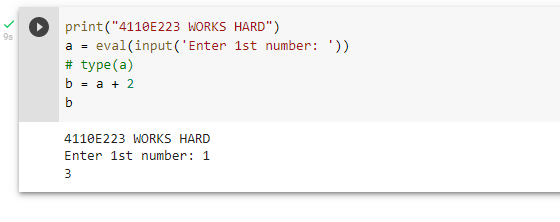 9s
print("4110E223 WORKS HARD")
a = eval(input('Enter 1st number: '))
# type(a)
b = a + 2
b
4110E223 WORKS HARD
Enter 1st number: 1
3